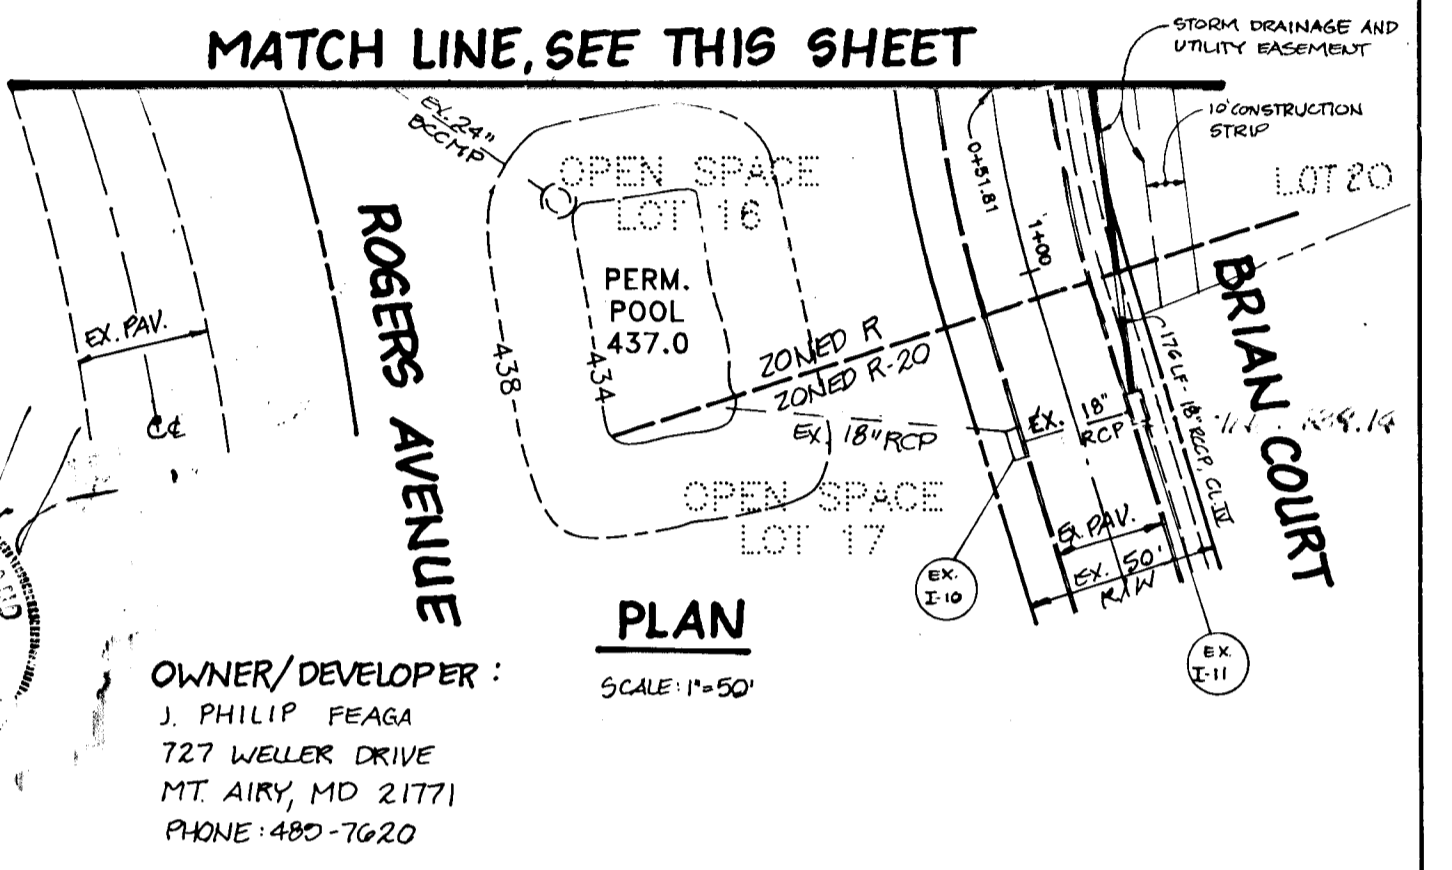 MATCH LINE, SEE THIS SHEET
STORM DRAINAGE AND
UTILITY EASEMENT
10' CONSTRUCTION
STRIP
EX. 24"
BCCMP
OPEN SPACE
LOT 16
LOT 20
0+51.81
1+00
ROGERS AVENUE
PERM.
POOL
437.0
EX. PAV.
438
434
ZONED R
ZONED R-20
BRIAN COURT
176 LF - 18" RCCP, CL. IV
EX. 18" RCP
EX. 18"
RCP
OPEN SPACE
LOT 17
EX. PAV.
EX. 50'
R/W
EX.
I-10
EX.
I-11
PLAN
SCALE: 1"=50'
OWNER/DEVELOPER:
J. PHILIP FEAGA
727 WELLER DRIVE
MT. AIRY, MD 21771